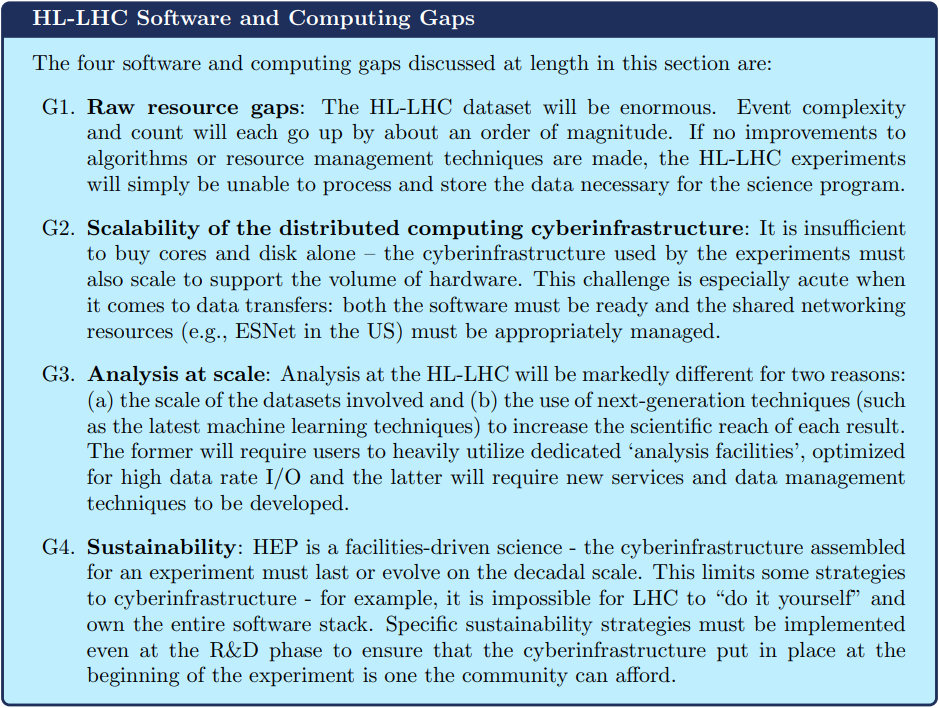 HL-LHC Software and Computing Gaps
The four software and computing gaps discussed at length in this section are:
G1. Raw resource gaps: The HL-LHC dataset will be enormous. Event complexity
and count will each go up by about an order of magnitude. If no improvements to
algorithms or resource management techniques are made, the HL-LHC experiments
will simply be unable to process and store the data necessary for the science program.
G2. Scalability of the distributed computing cyberinfrastructure: It is insufficient
to buy cores and disk alone – the cyberinfrastructure used by the experiments must
also scale to support the volume of hardware. This challenge is especially acute when
it comes to data transfers: both the software must be ready and the shared networking
resources (e.g., ESNet in the US) must be appropriately managed.
G3. Analysis at scale: Analysis at the HL-LHC will be markedly different for two reasons:
(a) the scale of the datasets involved and (b) the use of next-generation techniques (such
as the latest machine learning techniques) to increase the scientific reach of each result.
The former will require users to heavily utilize dedicated ‘analysis facilities’, optimized
for high data rate I/O and the latter will require new services and data management
techniques to be developed.
G4. Sustainability: HEP is a facilities-driven science - the cyberinfrastructure assembled
for an experiment must last or evolve on the decadal scale. This limits some strategies
to cyberinfrastructure - for example, it is impossible for LHC to “do it yourself” and
own the entire software stack. Specific sustainability strategies must be implemented
even at the R&D phase to ensure that the cyberinfrastructure put in place at the
beginning of the experiment is one the community can afford.